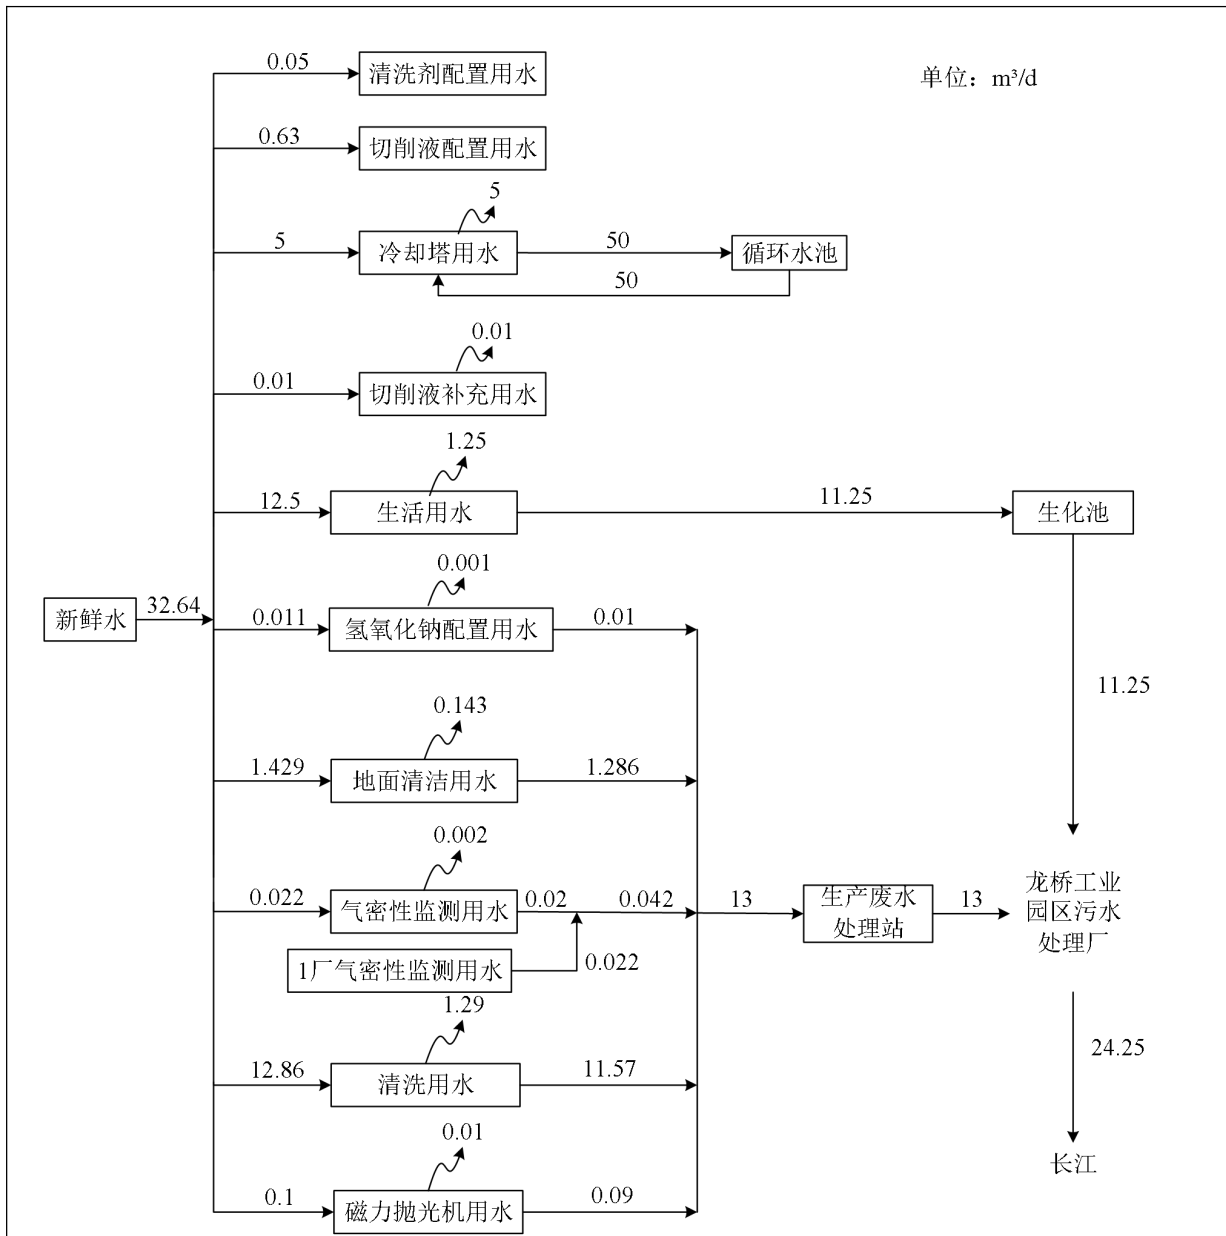 0.05
清洗剂配置用水
单位：m³/d
0.63
切削液配置用水
5
5
冷却塔用水
50
循环水池
50
0.01
0.01
切削液补充用水
1.25
12.5
生活用水
11.25
生化池
0.001
新鲜水
32.64
0.011
氢氧化钠配置用水
0.01
11.25
0.143
1.429
地面清洁用水
1.286
0.002
0.022
气密性监测用水
0.02
0.042
13
生产废水
处理站
13
龙桥工业
园区污水
处理厂
1厂气密性监测用水
0.022
1.29
12.86
清洗用水
11.57
24.25
0.01
0.1
磁力抛光机用水
0.09
长江